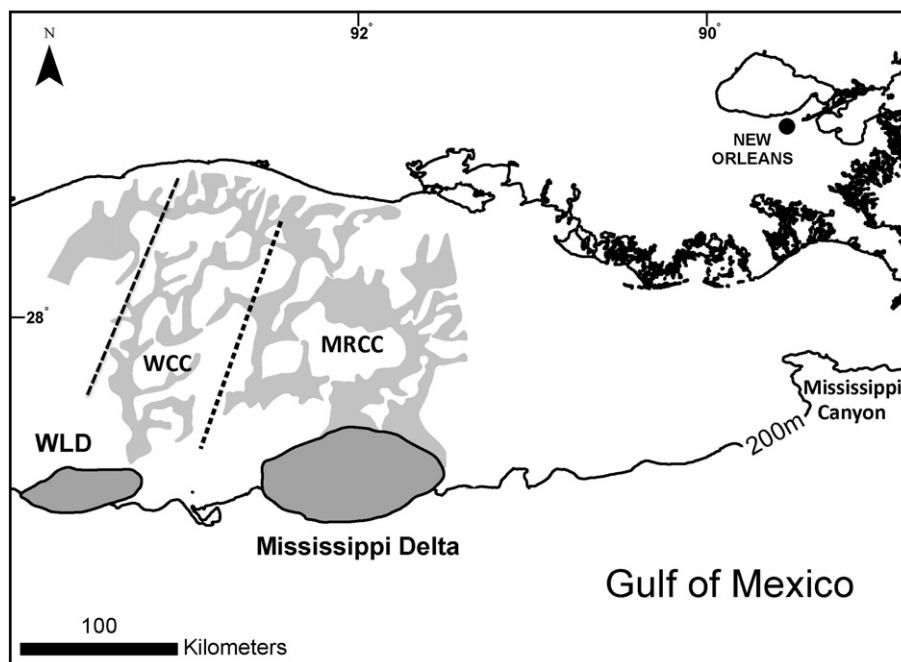 N
92°
90°
NEW
ORLEANS
28°
WCC
MRCC
Mississippi
Canyon
200m
WLD
Mississippi Delta
Gulf of Mexico
100
Kilometers